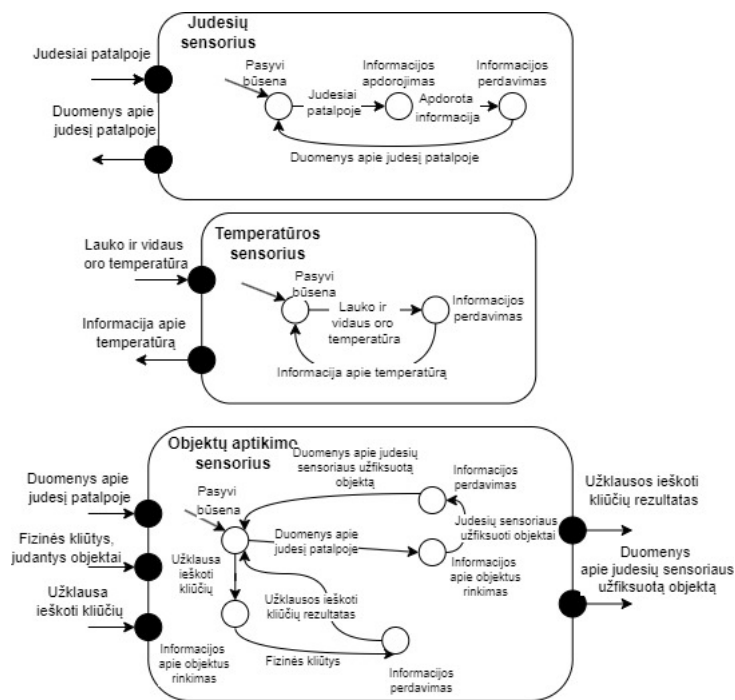 Judesių
sensorius
Judesiai patalpoje
Duomenys apie
judesį patalpoje
Pasyvi
būsena
Judesiai
patalpoje
Informacijos
apdorojimas
Apdorota
informacija
Informacijos
perdavimas
Duomenys apie judesį patalpoje
Temperatūros
sensorius
Lauko ir vidaus
oro temperatūra
Informacija apie
temperatūrą
Pasyvi
būsena
Lauko ir
vidaus oro
temperatūra
Informacijos
perdavimas
Informacija apie temperatūrą
Objektų aptikimo
sensorius
Duomenys apie
judesį patalpoje
Fizinės kliūtys,
judantys objektai
Užklausa
ieškoti kliūčių
Pasyvi
būsena
Duomenys apie judesių
sensoriaus užfiksuotą
objektą
Informacijos
perdavimas
Duomenys apie
judesį patalpoje
Judesių sensoriaus
užfiksuoti objektai
Informacijos
apie objektus
rinkimas
Užklausa
ieškoti
kliūčių
Užklausos ieškoti
kliūčių rezultatas
Informacijos
apie objektus
rinkimas
Fizinės kliūtys
Informacijos
perdavimas
Užklausos ieškoti
kliūčių rezultatas
Duomenys
apie judesių sensoriaus
užfiksuotą objektą